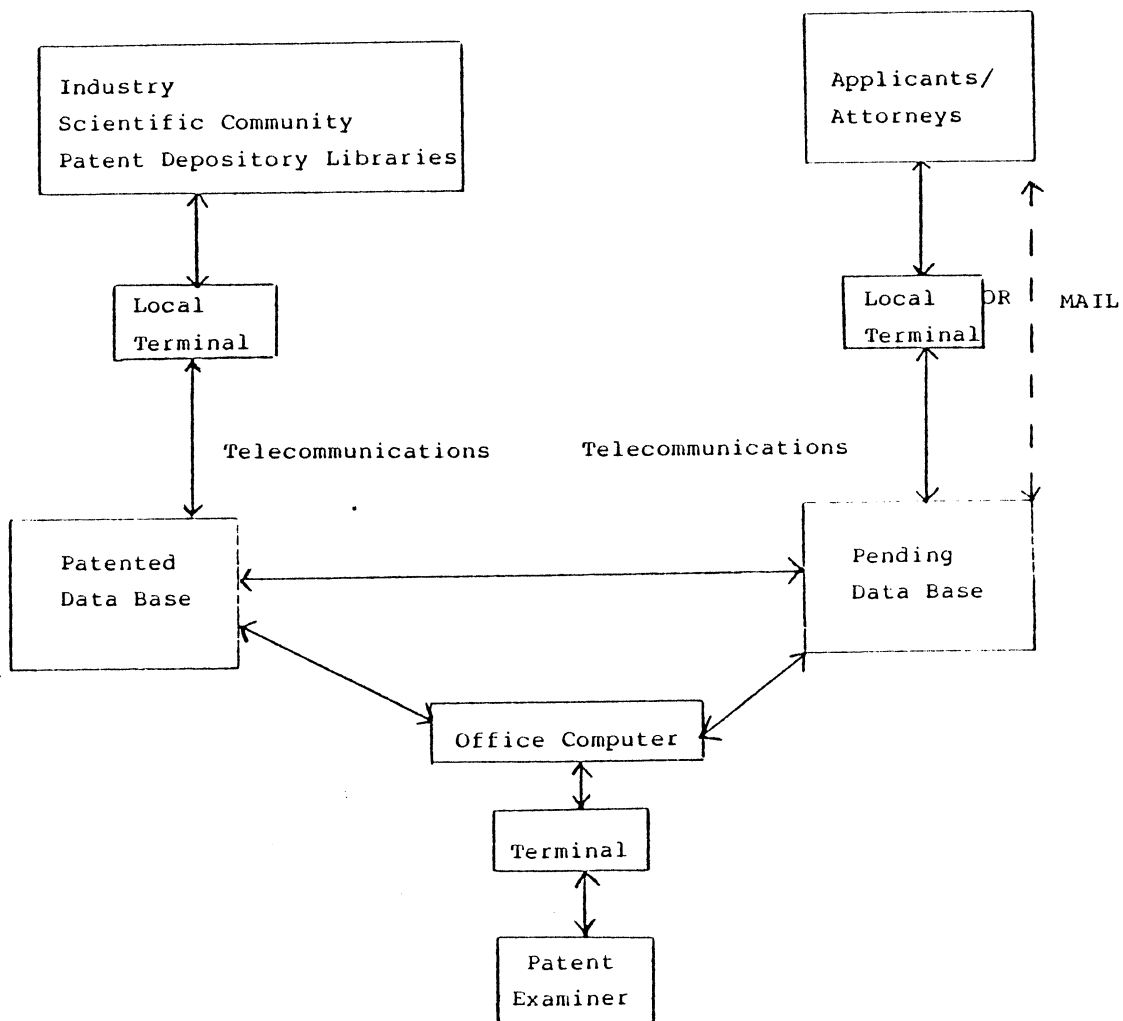 Industry
Scientific Community
Patent Depository Libraries
Applicants/
Attorneys
Local
Terminal
Local
Terminal
OR
MAIL
Telecommunications
Telecommunications
Patented
Data Base
Pending
Data Base
Office Computer
Terminal
Patent
Examiner